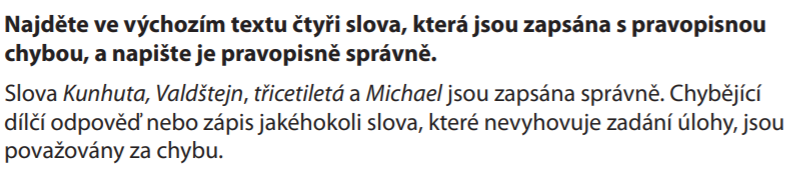 Najděte ve výchozím textu čtyři slova, která jsou zapsána s pravopisnou
chybou, a napište je pravopisně správně.
Slova Kunhuta, Valdštejn, třicetiletá a Michael jsou zapsána správně. Chybějící
dílčí odpověď nebo zápis jakéhokoli slova, které nevyhovuje zadání úlohy, jsou
považovány za chybu.